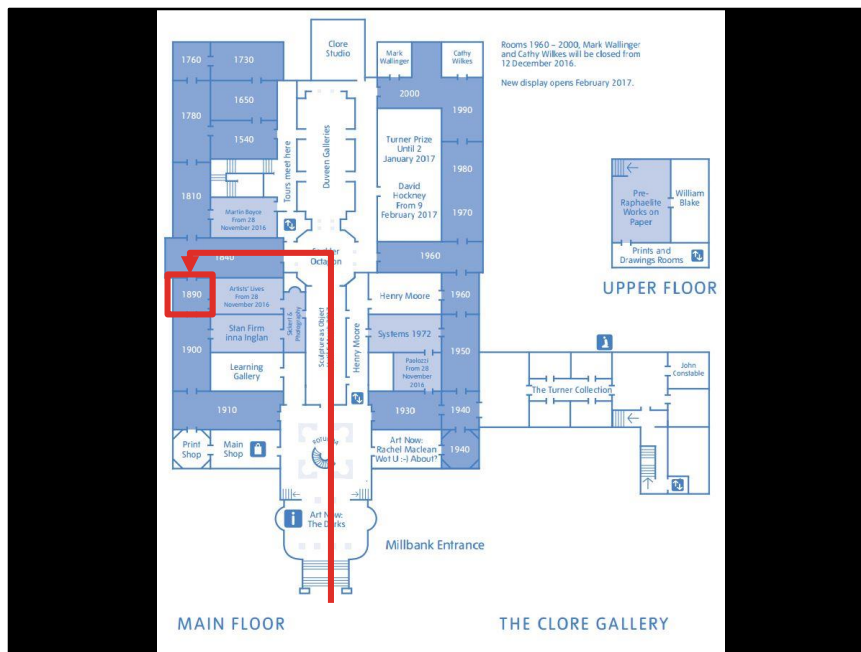 Clore
Studio
Mark
Wallinger
Cathy
Wilkes
Rooms 1960 – 2000, Mark Wallinger
and Cathy Wilkes will be closed from
12 December 2016.
New display opens February 2017.
1760
1730
1650
1780
1540
1810
Tours meet here
Duveen Galleries
2000
1990
Turner Prize
Until 2
January 2017
David
Hockney
From 9
February 2017
1980
1970
Martin Boyce
From 28
November 2016
1840
Octagon
1960
Pre-
Raphaelite
Works on
Paper
William
Blake
Prints and
Drawings Rooms
UPPER FLOOR
1890
Artists' Lives
From 28
November 2016
Sickert &
Photography
Stan Firm
inna Inglan
1900
Learning
Gallery
Sculpture as Object
Henry Moore
Henry Moore
1960
Systems 1972
1950
Paolozzi
From 28
November
2016
1910
1930
1940
1940
Print
Shop
Main
Shop
Art Now:
Rachel Maclean
Wot U :-) About?
The Turner Collection
John
Constable
i
Art Now:
The
Millbank Entrance
MAIN FLOOR
THE CLORE GALLERY